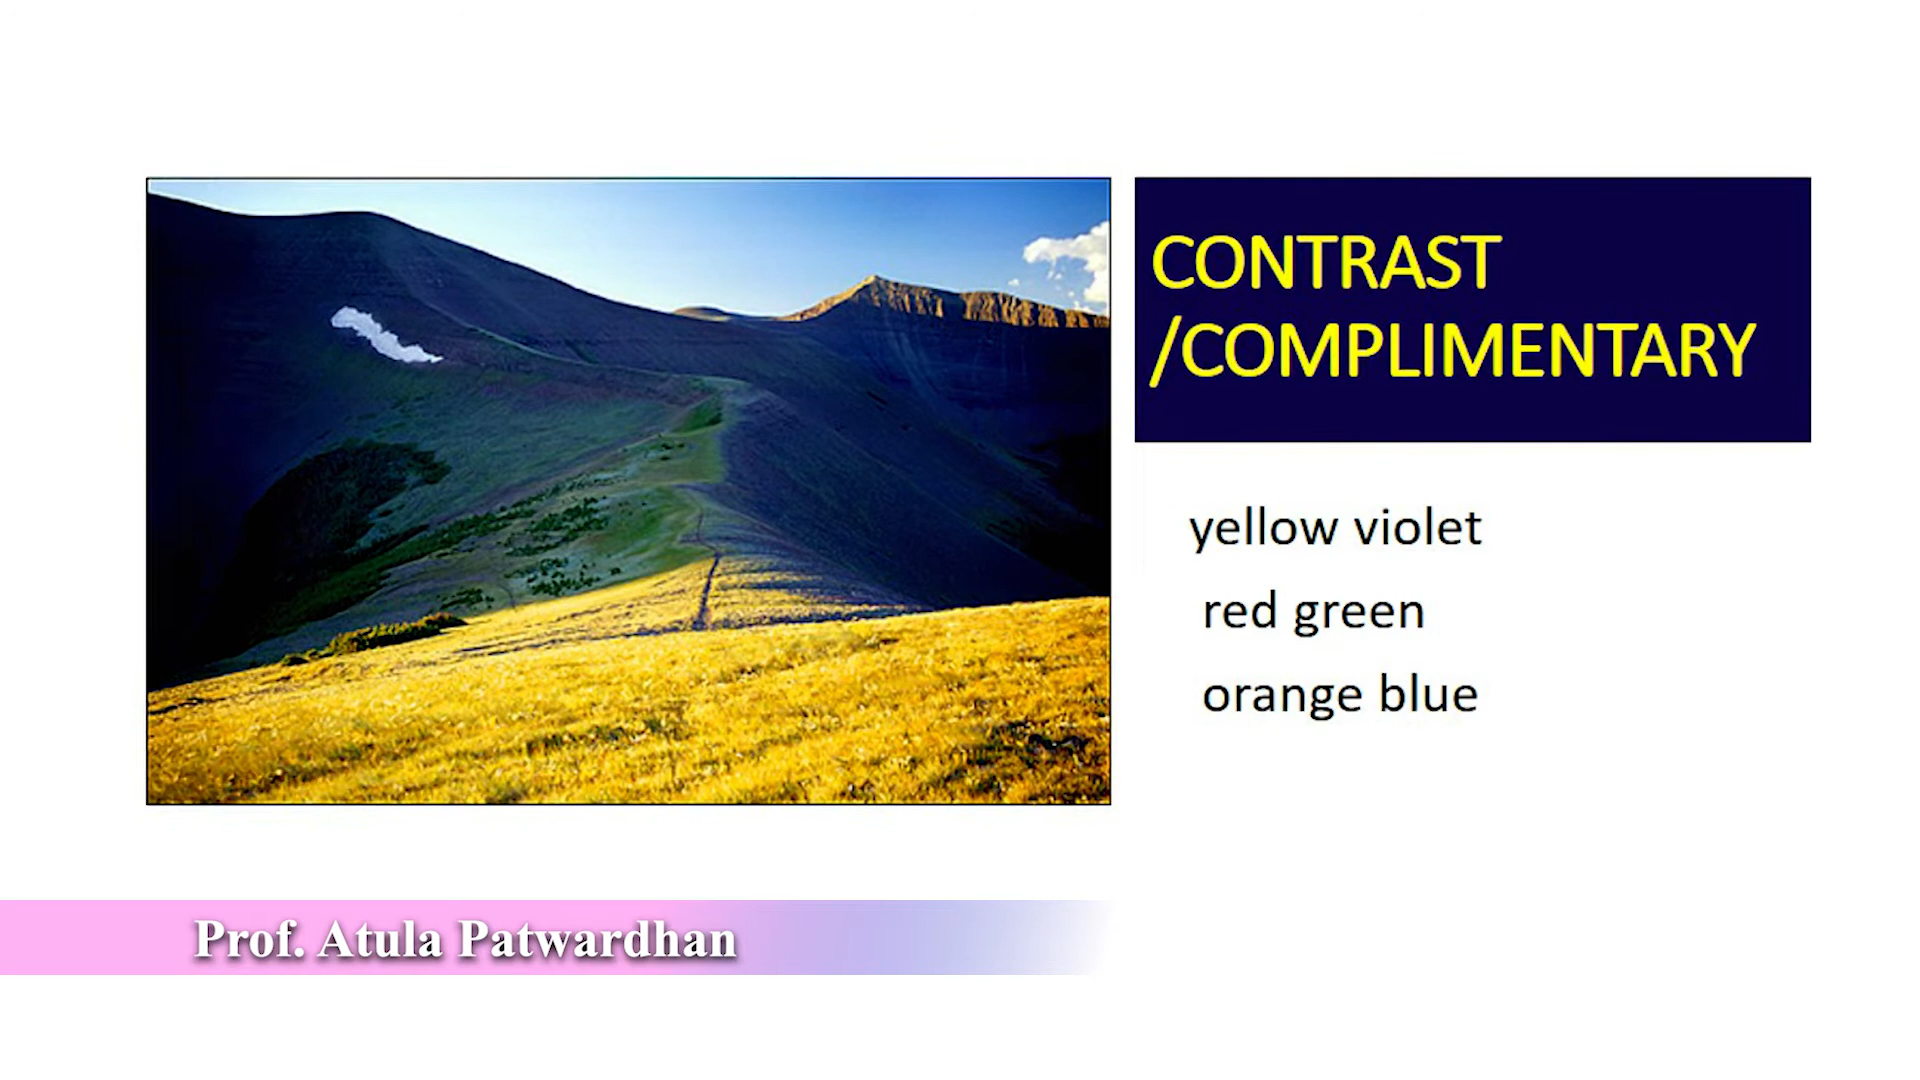 CONTRAST
/COMPLIMENTARY
yellow violet
red green
orange blue
Prof. Atula Patwardhan